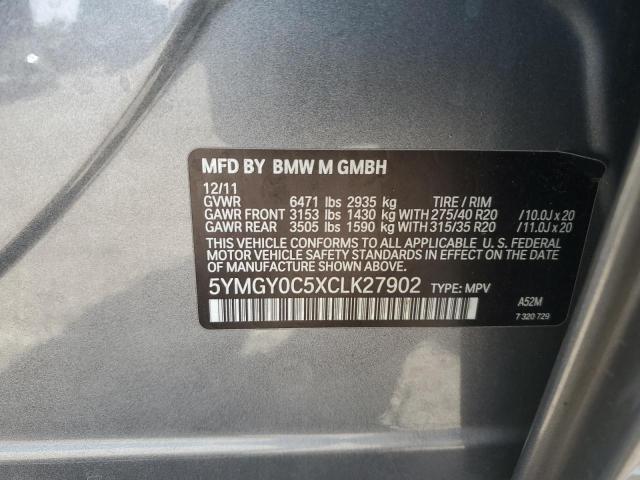 MFD BY BMW M GMBH
12/11
GVWR 6471 lbs 2935 kg TIRE / RIM
GAWR FRONT 3153 lbs 1430 kg WITH 275/40 R20 /10.0J x 20
GAWR REAR 3505 lbs 1590 kg WITH 315/35 R20 /11.0J x 20
THIS VEHICLE CONFORMS TO ALL APPLICABLE U. S. FEDERAL
MOTOR VEHICLE SAFETY STANDARDS IN EFFECT ON THE DATE
OF MANUFACTURE SHOWN ABOVE.
5YMGY0C5XCLK27902 TYPE: MPV
A52M
7 320 729